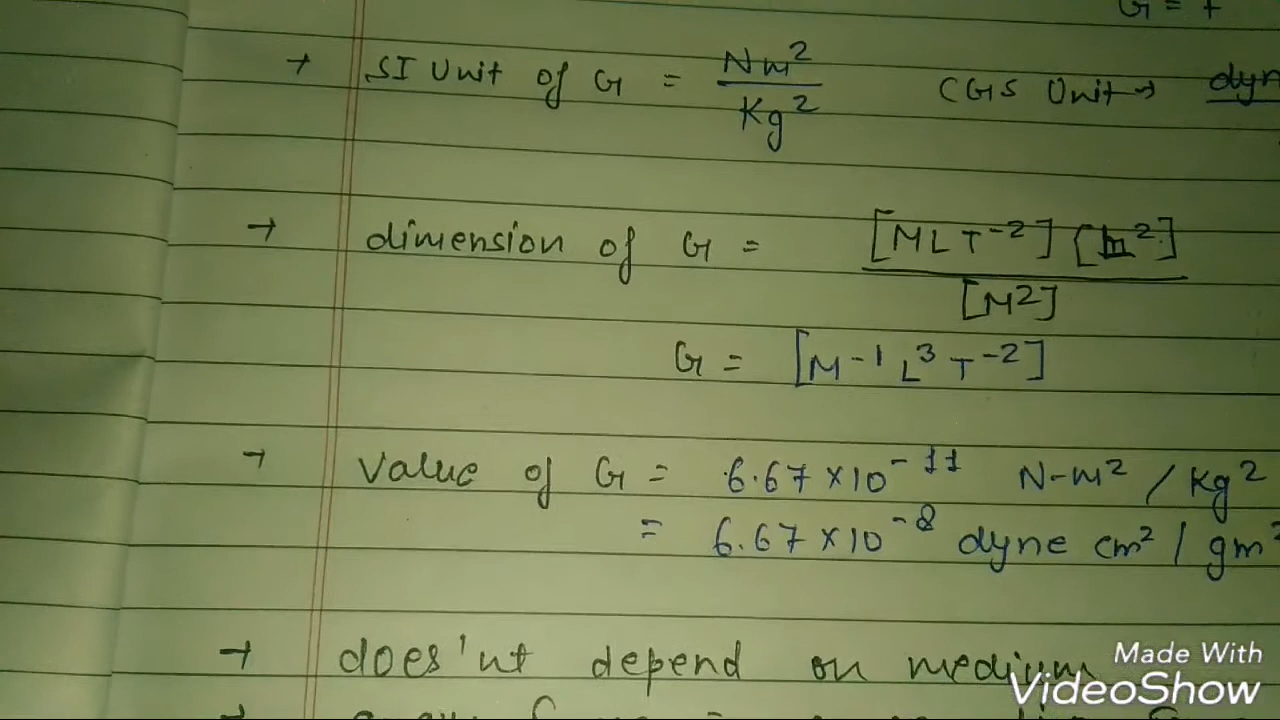 G =
→ SI Unit of G = Nm²
Kg²
CGS Unit → dyn
→ dimension of G = [MLT⁻²] [L²]
[M²]
G = [M⁻¹ L³ T⁻²]
→ Value of G = 6.67 × 10⁻¹¹ N-m² / Kg²
= 6.67 × 10⁻⁸ dyne cm² / gm²
→ does'nt depend on medium
Made With
VideoShow